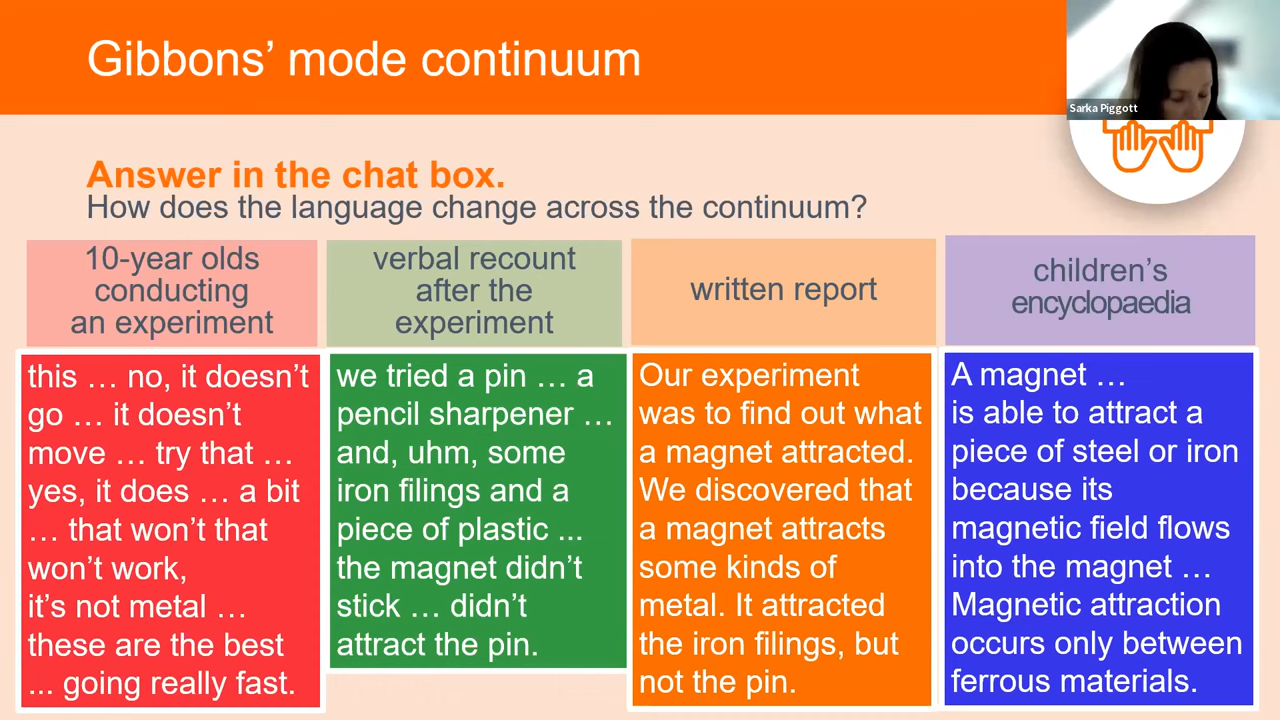 Gibbons’ mode continuum
Sarka Piggott
Answer in the chat box.
How does the language change across the continuum?
10-year olds
conducting
an experiment
this … no, it doesn’t
go … it doesn’t
move … try that …
yes, it does … a bit
… that won’t that
won’t work,
it’s not metal …
these are the best
... going really fast.
verbal recount
after the
experiment
we tried a pin … a
pencil sharpener …
and, uhm, some
iron filings and a
piece of plastic ...
the magnet didn’t
stick … didn’t
attract the pin.
written report
Our experiment
was to find out what
a magnet attracted.
We discovered that
a magnet attracts
some kinds of
metal. It attracted
the iron filings, but
not the pin.
children’s
encyclopaedia
A magnet …
is able to attract a
piece of steel or iron
because its
magnetic field flows
into the magnet …
Magnetic attraction
occurs only between
ferrous materials.